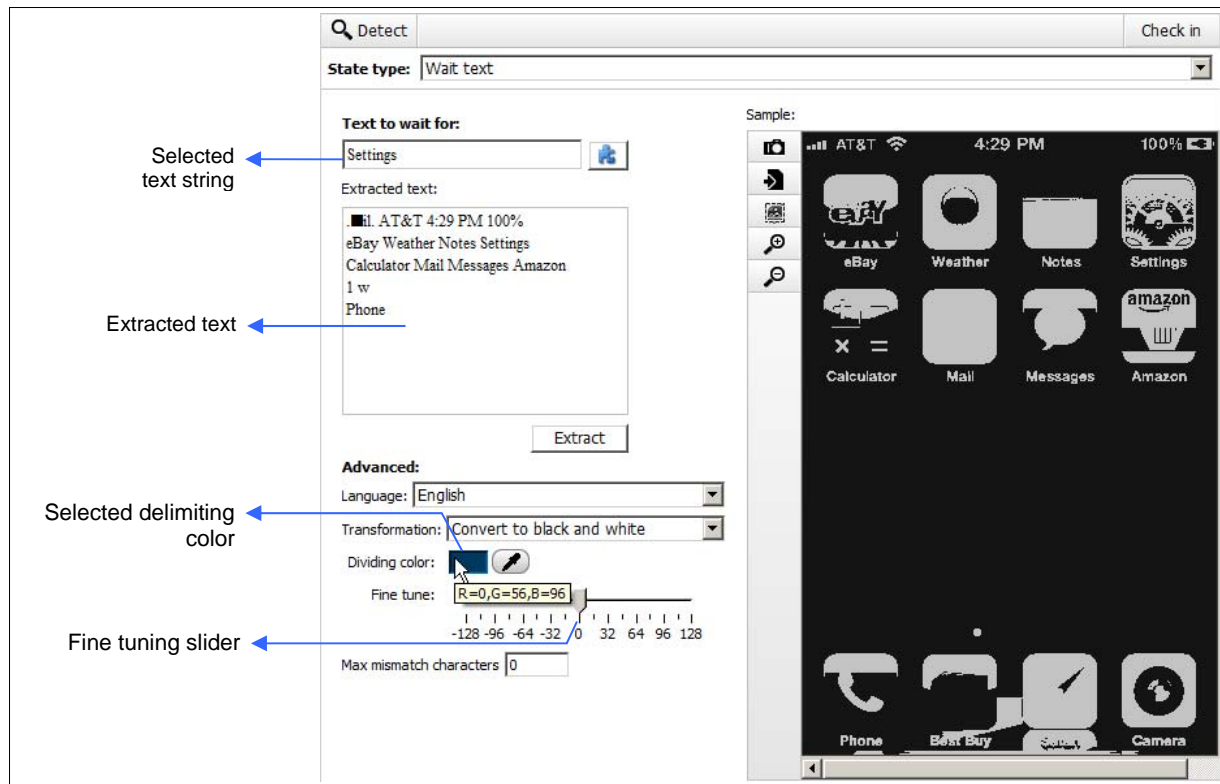 Detect
Check in
State type: Wait text
Sample:
Text to wait for:
Selected
text string
Settings
Extracted text:
Extracted text
il. AT&T 4:29 PM 100%
eBay Weather Notes Settings
Calculator Mail Messages Amazon
1 w
Phone
Extract
Advanced:
Language: English
Selected delimiting
color
Transformation: Convert to black and white
Dividing color:
R=0,G=56,B=96
Fine tune:
-128 -96 -64 -32 0 32 64 96 128
Fine tuning slider
Max mismatch characters 0
AT&T 4:29 PM 100%
eBay
eBay Weather Notes Settings
amazon
Calculator Mail Messages Amazon
Phone Best Buy Camera